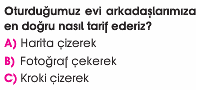 Oturduğumuz evi arkadaşlarımıza
en doğru nasıl tarif ederiz?
A) Harita çizerek
B) Fotoğraf çekerek
C) Kroki çizerek